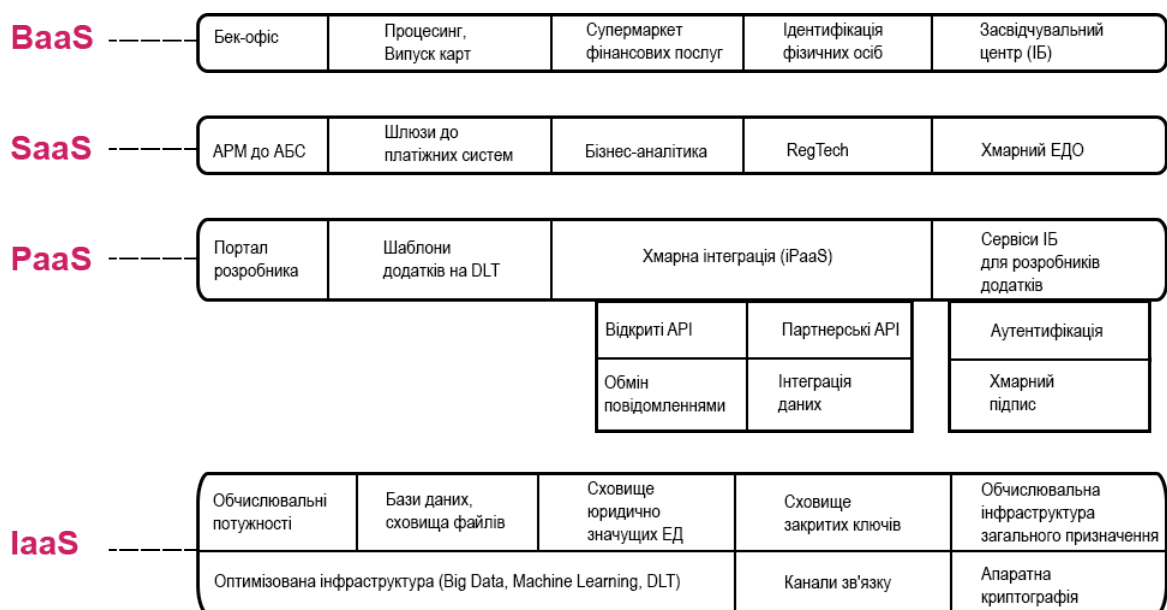 BaaS
Бек-офіс
Процесинг,
Випуск карт
Супермаркет
фінансових послуг
Ідентифікація
фізичних осіб
Засвідчувальний
центр (ІБ)
SaaS
АРМ до АБС
Шлюзи до
платіжних систем
Бізнес-аналітика
RegTech
Хмарний ЕДО
PaaS
Портал
розробника
Шаблони
додатків на DLT
Хмарна інтеграція (iPaaS)
Сервіси ІБ
для розробників
додатків
Відкриті API
Партнерські API
Аутентифікація
Обмін
повідомленнями
Інтеграція
даних
Хмарний
підпис
IaaS
Обчислювальні
потужності
Бази даних,
сховища файлів
Сховище
юридично
значущих ЕД
Сховище
закритих ключів
Обчислювальна
інфраструктура
загального призначення
Оптимізована інфраструктура (Big Data, Machine Learning, DLT)
Канали зв'язку
Апаратна
криптографія